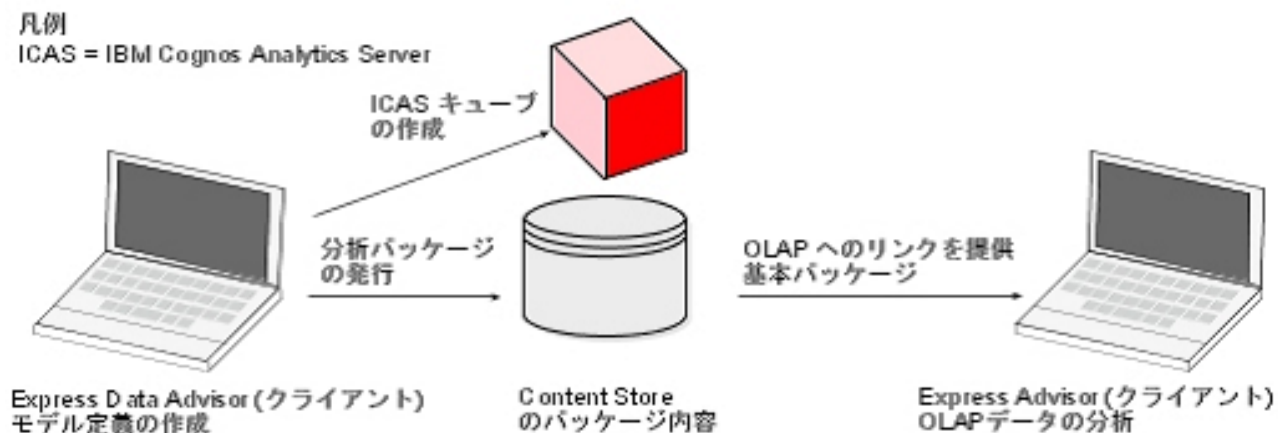 凡例
ICAS = IBM Cognos Analytics Server
ICAS キューブ
の作成
分析パッケージ
の発行
OLAP へのリンクを提供
基本パッケージ
Express Data Advisor (クライアント)
モデル定義の作成
Content Store
のパッケージ内容
Express Advisor (クライアント)
OLAPデータの分析